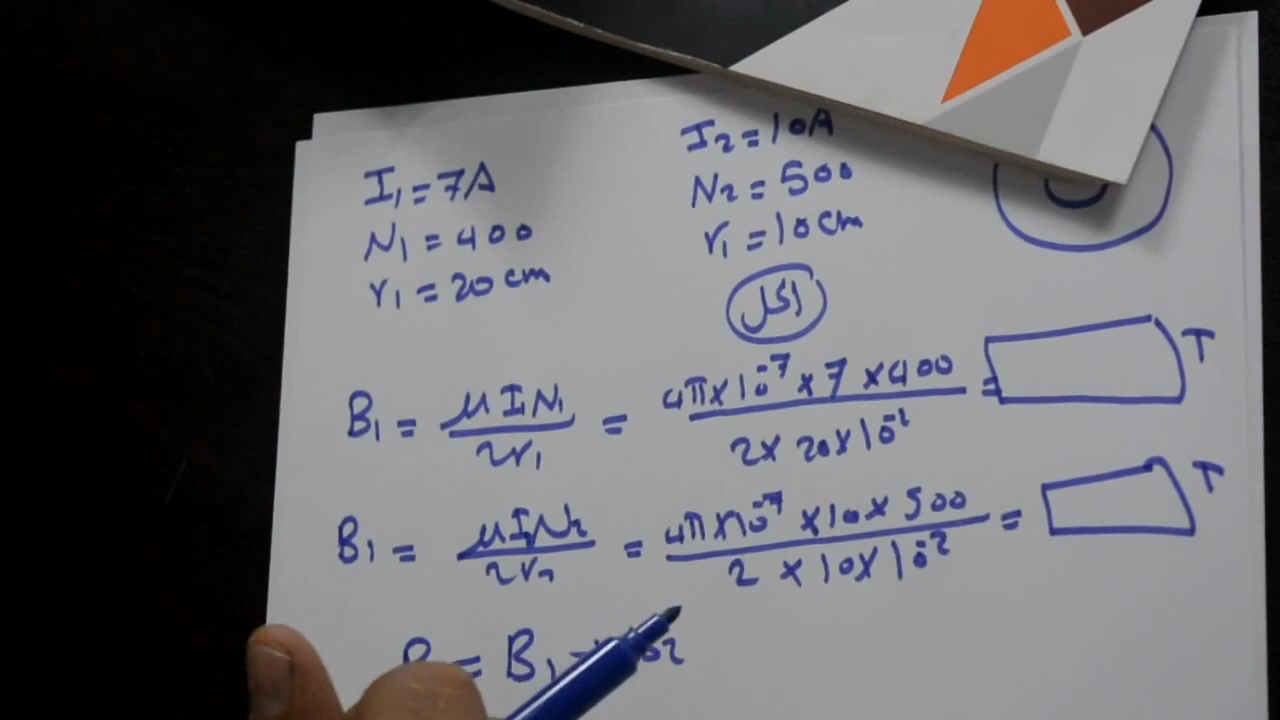 I₁ = 7A
N₁ = 400
r₁ = 20 cm
I₂ = 10A
N₂ = 500
r₁ = 10 cm
الحل
B₁ = μ I₁N₁ / 2r₁ = 4π×10⁻⁷ × 7 × 400 / 2 × 20 × 10⁻² = T
B₁ = μ I₂N₂ / 2r₂ = 4π×10⁻⁷ × 10 × 500 / 2 × 10 × 10⁻² = T
= B₁